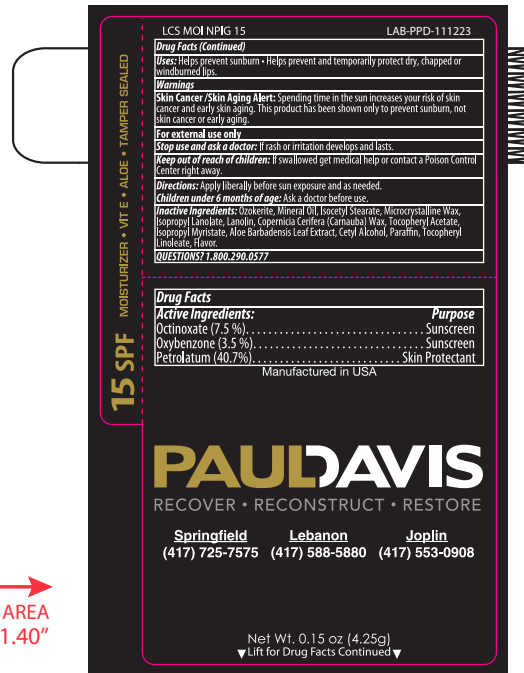 LCS MOI NPIG 15 LAB-PPD-111223
Drug Facts (Continued)
Uses: Helps prevent sunburn • Helps prevent and temporarily protect dry, chapped or
windburned lips.
Warnings
Skin Cancer /Skin Aging Alert: Spending time in the sun increases your risk of skin
cancer and early skin aging. This product has been shown only to prevent sunburn, not
skin cancer or early aging.
For external use only
Stop use and ask a doctor: If rash or irritation develops and lasts.
Keep out of reach of children: If swallowed get medical help or contact a Poison Control
Center right away.
Directions: Apply liberally before sun exposure and as needed.
Children under 6 months of age: Ask a doctor before use.
Inactive Ingredients: Ozokerite, Mineral Oil, Isocetyl Stearate, Microcrystalline Wax,
Isopropyl Lanolate, Lanolin, Copernicia Cerifera (Carnauba) Wax, Tocopheryl Acetate,
Isopropyl Myristate, Aloe Barbadensis Leaf Extract, Cetyl Alcohol, Paraffin, Tocopheryl
Linoleate, Flavor.
QUESTIONS? 1.800.290.0577
15 SPF MOISTURIZER • VIT E • ALOE • TAMPER SEALED
Drug Facts
Active Ingredients: Purpose
Octinoxate (7.5 %)............................Sunscreen
Oxybenzone (3.5 %)...........................Sunscreen
Petrolatum (40.7%).......................Skin Protectant
Manufactured in USA
PAUL DAVIS
RECOVER • RECONSTRUCT • RESTORE
Springfield Lebanon Joplin
(417) 725-7575 (417) 588-5880 (417) 553-0908
AREA
1.40"
Net Wt. 0.15 oz (4.25g)
▼Lift for Drug Facts Continued▼